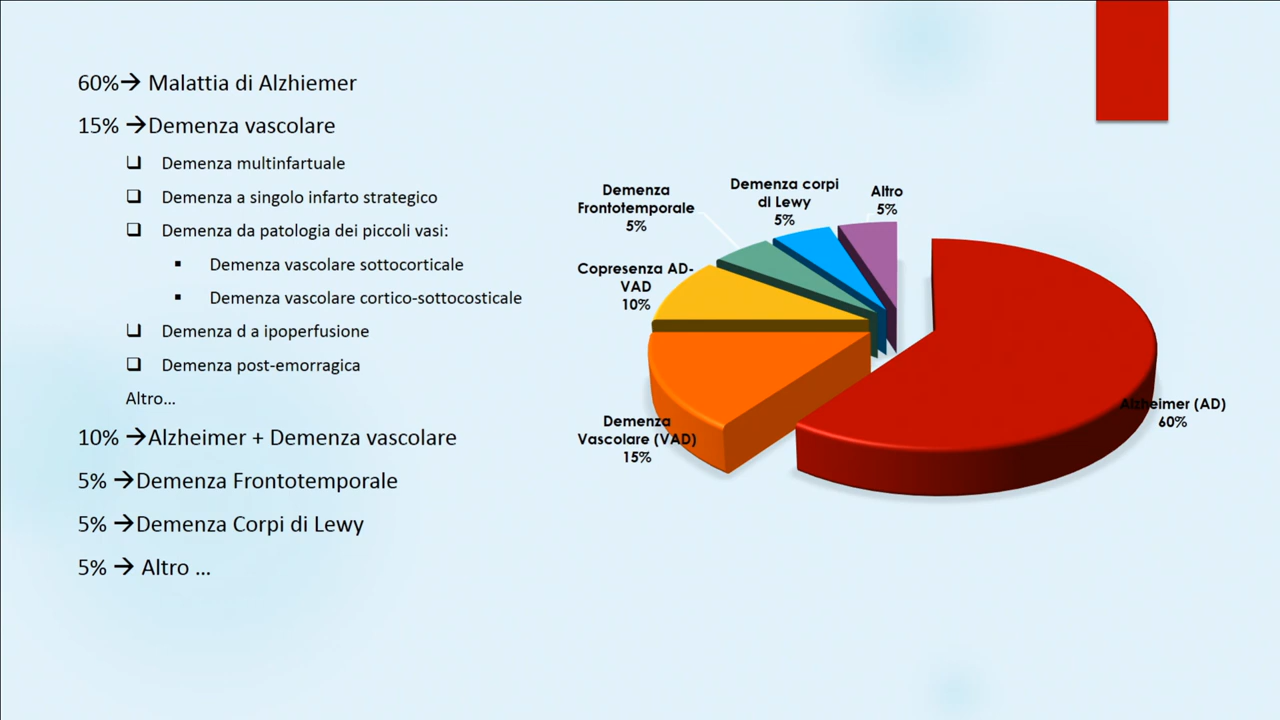 60%→ Malattia di Alzhiemer
15% →Demenza vascolare
❑ Demenza multinfartuale
❑ Demenza a singolo infarto strategico
❑ Demenza da patologia dei piccoli vasi:
▪ Demenza vascolare sottocorticale
▪ Demenza vascolare cortico-sottocosticale
❑ Demenza d a ipoperfusione
❑ Demenza post-emorragica
Altro...
10% →Alzheimer + Demenza vascolare
5% →Demenza Frontotemporale
5% →Demenza Corpi di Lewy
5% → Altro ...
Demenza
Frontotemporale
5%
Demenza corpi
di Lewy
5%
Altro
5%
Copresenza AD-
VAD
10%
Demenza
Vascolare (VAD)
15%
Alzheimer (AD)
60%